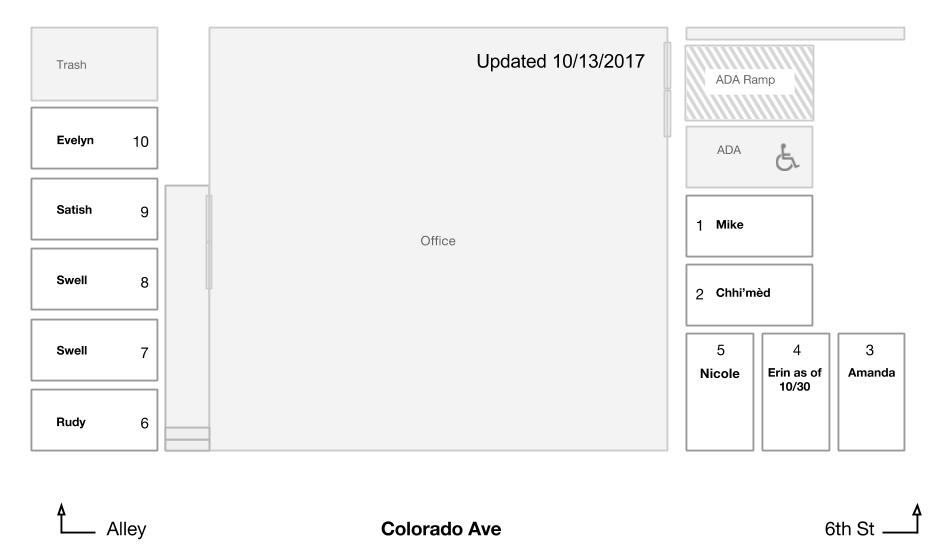 Updated 10/13/2017
Trash
Evelyn 10
Satish 9
Swell 8
Swell 7
Rudy 6
Office
ADA Ramp
ADA
1 Mike
2 Chhi'mèd
5
Nicole
4
Erin as of
10/30
3
Amanda
Alley
Colorado Ave
6th St